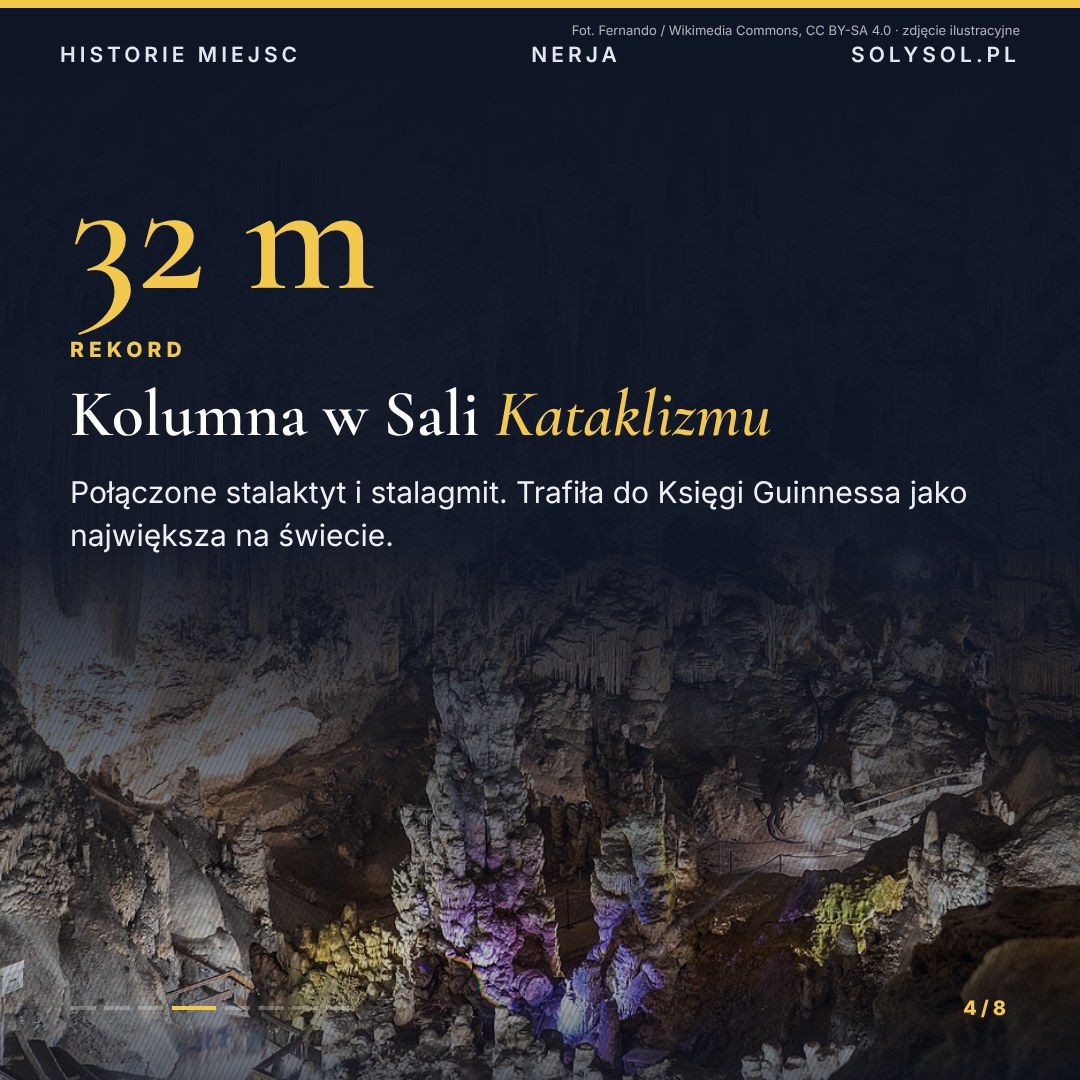 Fot. Fernando / Wikimedia Commons, CC BY-SA 4.0 · zdjęcie ilustracyjne
HISTORIE MIEJSC NERJA SOLYSOL.PL
32 m
REKORD
Kolumna w Sali Kataklizmu
Połączone stalaktyt i stalagmit. Trafiła do Księgi Guinnessa jako
największa na świecie.
4/8